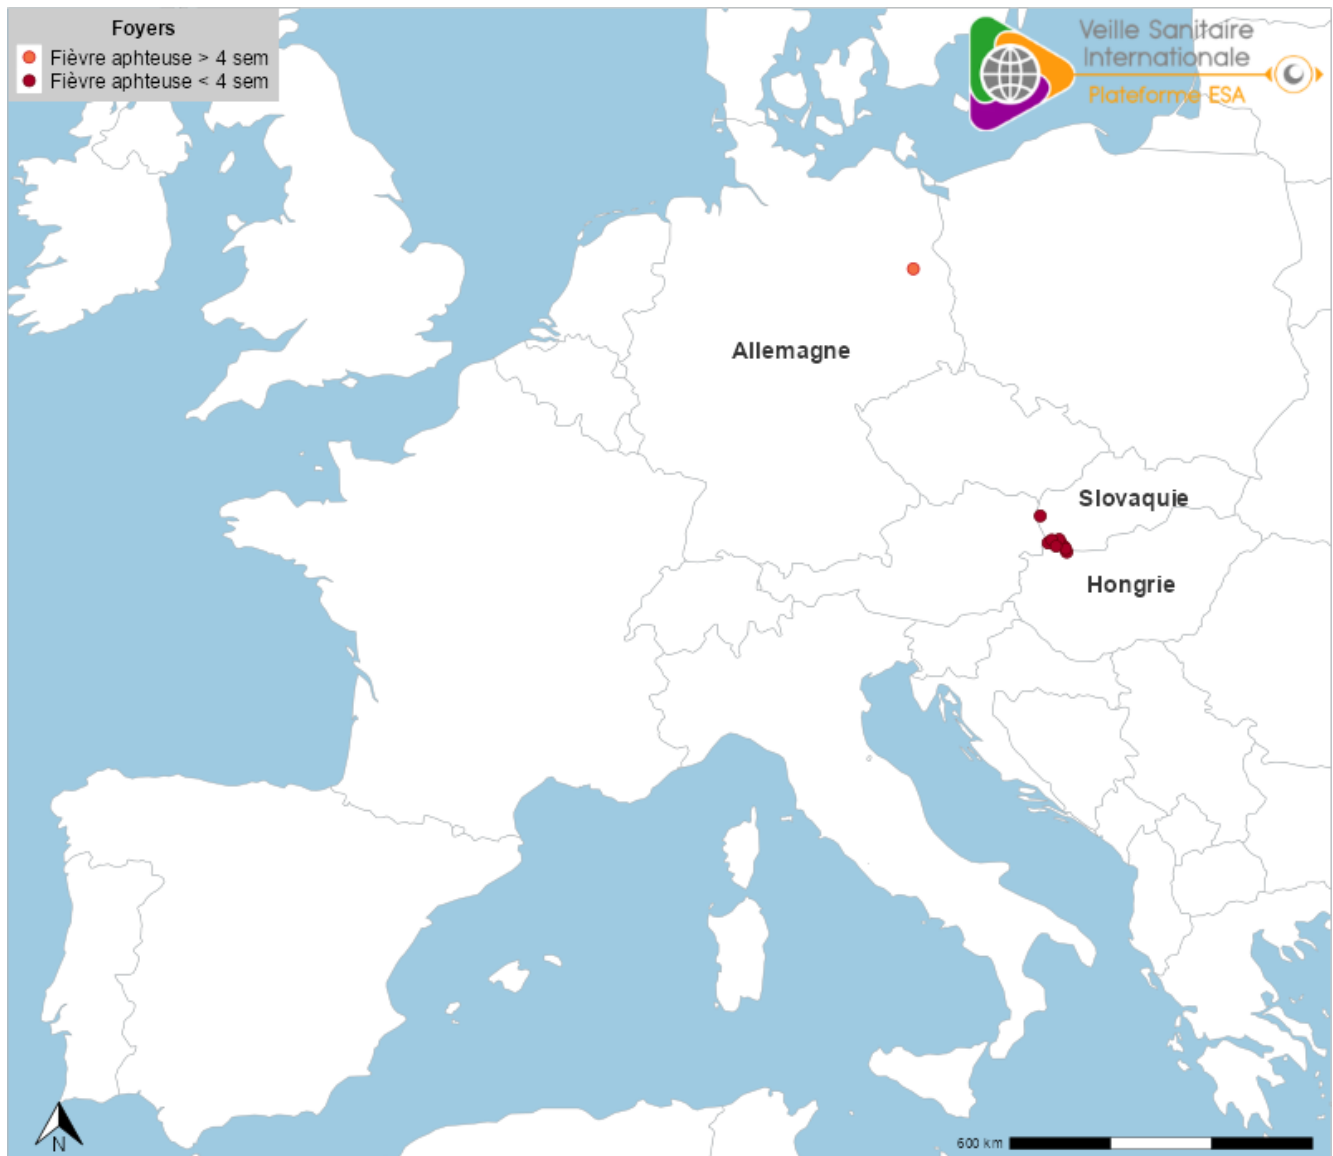 Foyers
Fièvre aphteuse > 4 sem
Fièvre aphteuse < 4 sem
Veille Sanitaire
Internationale
Plateforme ESA
Allemagne
Slovaquie
Hongrie
N
600 km